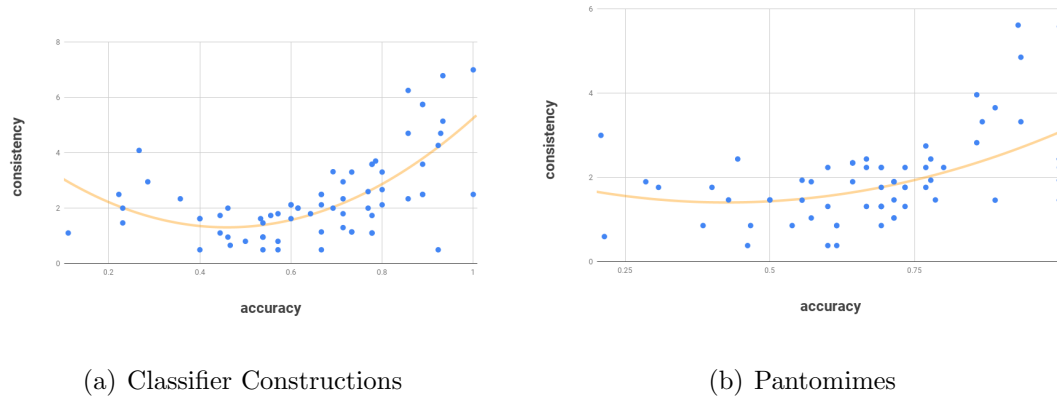 8
6
4
2
0
consistency
0.2
0.4
0.6
0.8
1
accuracy
(a) Classifier Constructions
6
4
2
0
consistency
0.25
0.5
0.75
accuracy
(b) Pantomimes